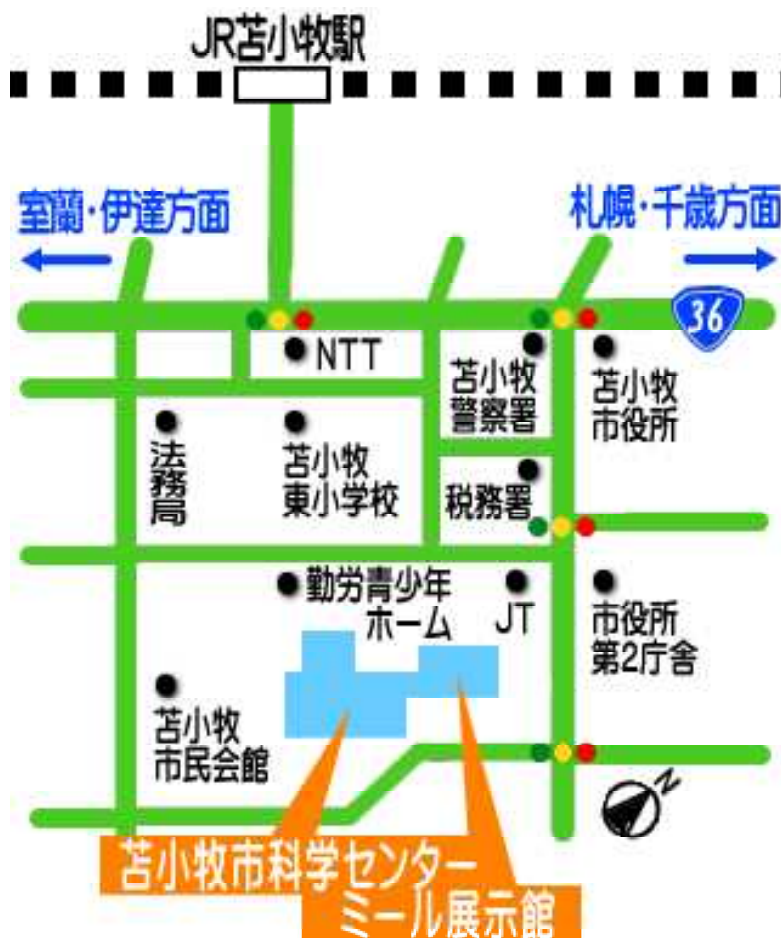 JR苫小牧駅
室蘭・伊達方面
札幌・千歳方面
36
NTT
苫小牧
警察署
苫小牧
市役所
法務局
苫小牧
東小学校
税務署
勤労青少年
ホーム
JT
市役所
第2庁舎
苫小牧
市民会館
N
苫小牧市科学センター
ミール展示館